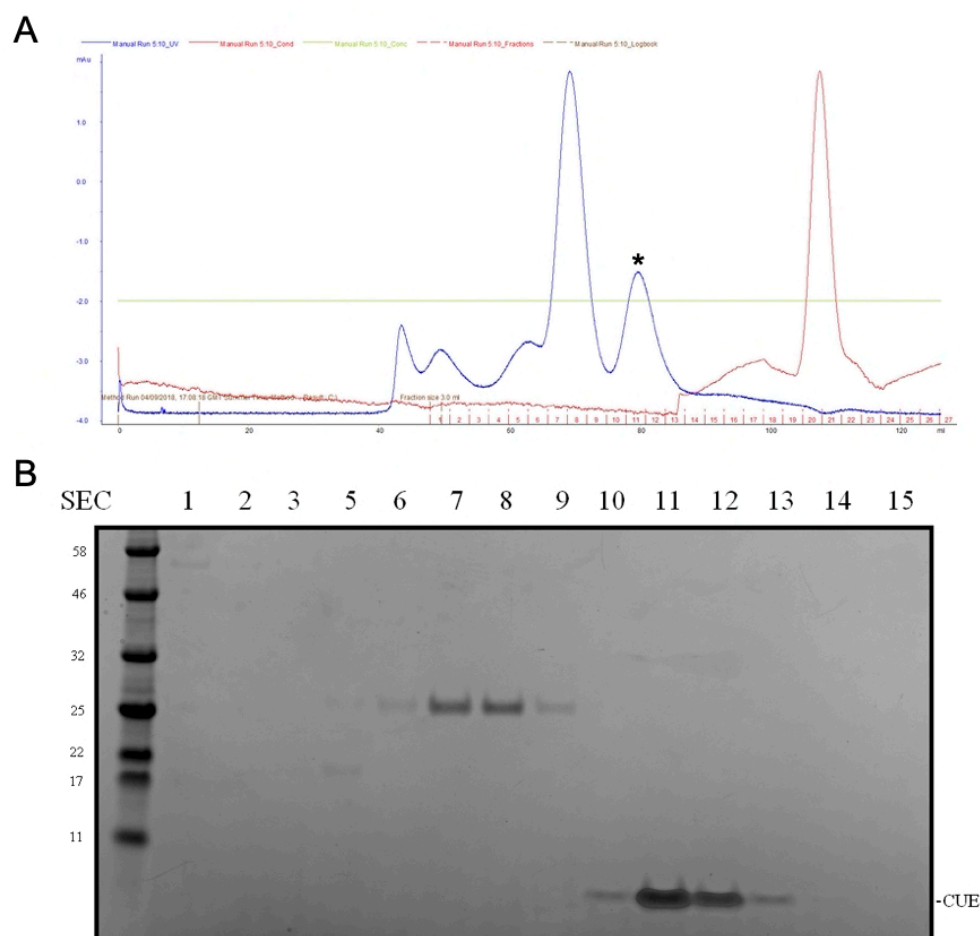 A
Manual Run 5:10_UV Manual Run 5:10_Cond Manual Run 5:10_Conc Manual Run 5:10_Fractions Manual Run 5:10_Logbook
mAu
1.0
0.0
-1.0
*
-2.0
-3.0
Fraction size 3.0 ml
-4.0
1 2 3 4 5 6 7 8 9 10 11 12 13 14 15 16 17 18 19 20 21 22 23 24 25 26 27
0 20 40 60 80 100 120 ml
B
SEC 1 2 3 5 6 7 8 9 10 11 12 13 14 15
58
46
32
25
22
17
11
-CUE